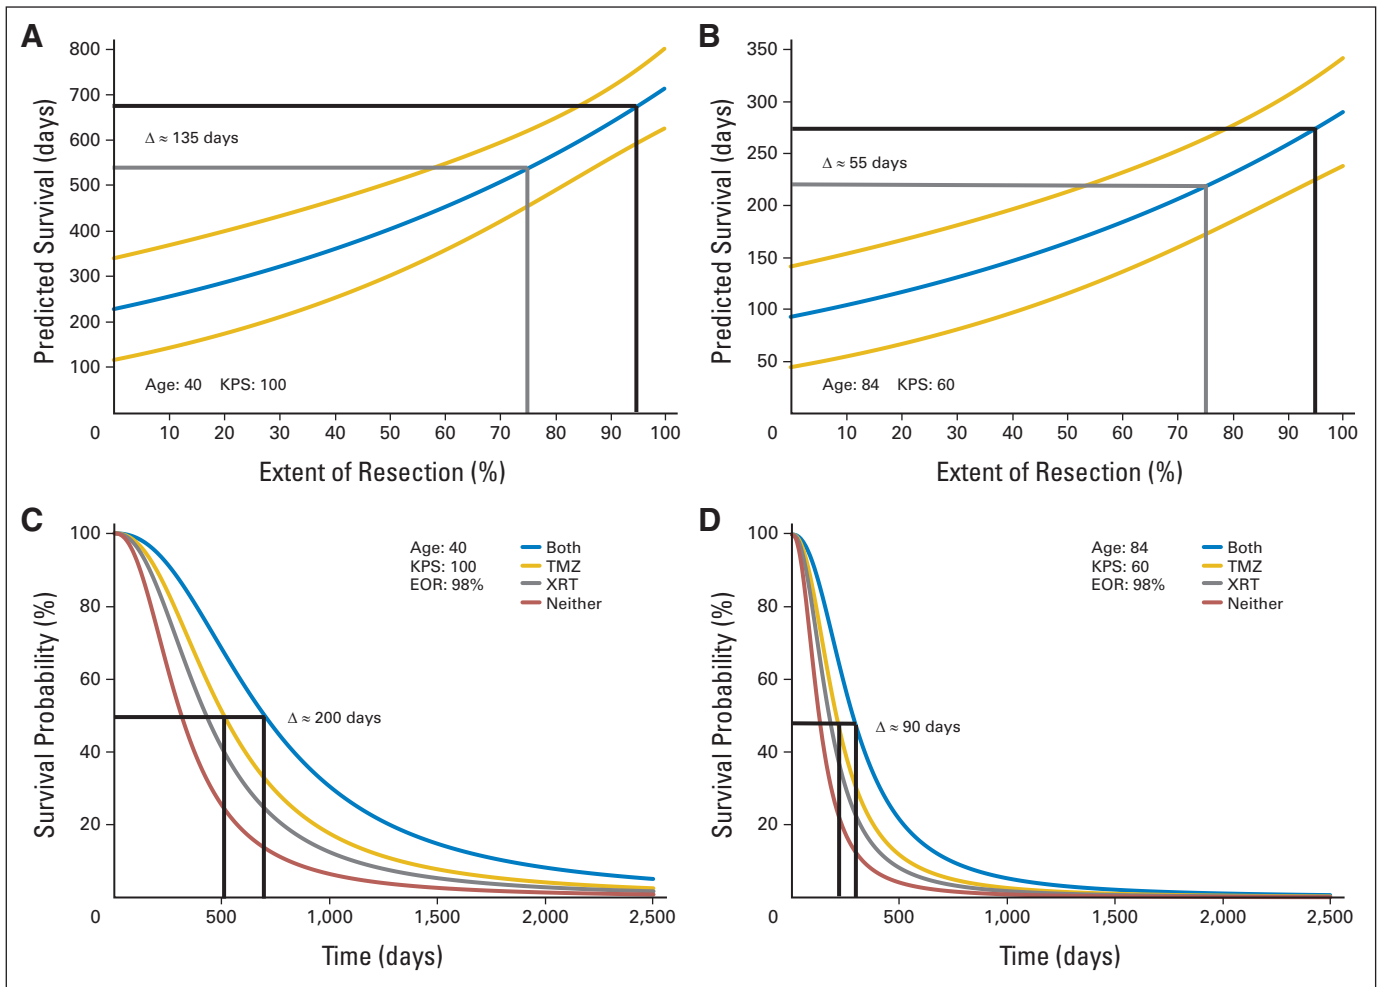 A
Predicted Survival (days)
800
700
600
500
400
300
200
100
0
Δ ≈ 135 days
Age: 40 KPS: 100
10 20 30 40 50 60 70 80 90 100
Extent of Resection (%)
B
Predicted Survival (days)
350
300
250
200
150
100
50
0
Δ ≈ 55 days
Age: 84 KPS: 60
10 20 30 40 50 60 70 80 90 100
Extent of Resection (%)
C
Survival Probability (%)
100
80
60
40
20
0
Age: 40
KPS: 100
EOR: 98%
Both
TMZ
XRT
Neither
Δ ≈ 200 days
500 1,000 1,500 2,000 2,500
Time (days)
D
Survival Probability (%)
100
80
60
40
20
0
Age: 84
KPS: 60
EOR: 98%
Both
TMZ
XRT
Neither
Δ ≈ 90 days
500 1,000 1,500 2,000 2,500
Time (days)